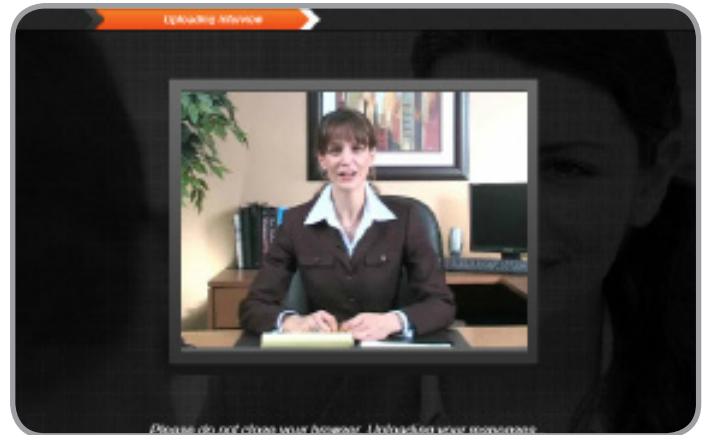 Uploading Interview
Please do not close your browser. Uploading your responses